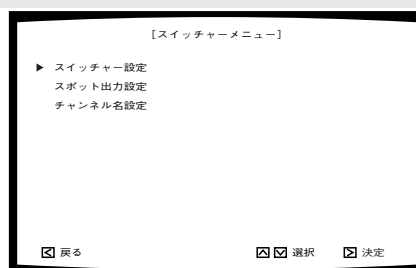 [スイッチャーメニュー]
▶ スイッチャー設定
スポット出力設定
チャンネル名設定
戻る 選択 決定